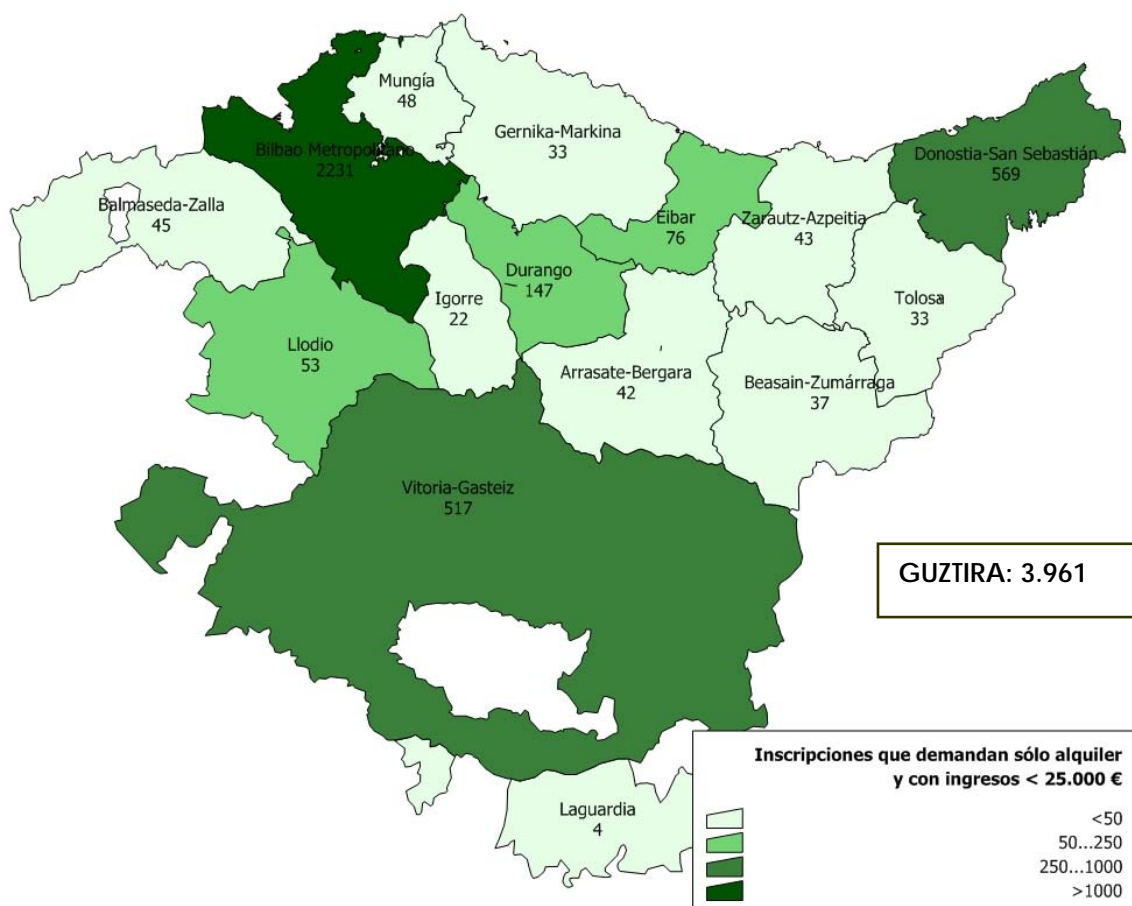 Mungía
48
Gernika-Markina
33
Bilbao Metropolitano
2231
Donostia-San Sebastián
569
Balmaseda-Zalla
45
Eibar
76
Zarautz-Azpeitia
43
Durango
147
Igorre
22
Tolosa
33
Llodio
53
Arrasate-Bergara
42
Beasain-Zumárraga
37
Vitoria-Gasteiz
517
GUZTIRA: 3.961
Laguardia
4
Inscripciones que demandan sólo alquiler
y con ingresos < 25.000 €
<50
50...250
250...1000
>1000